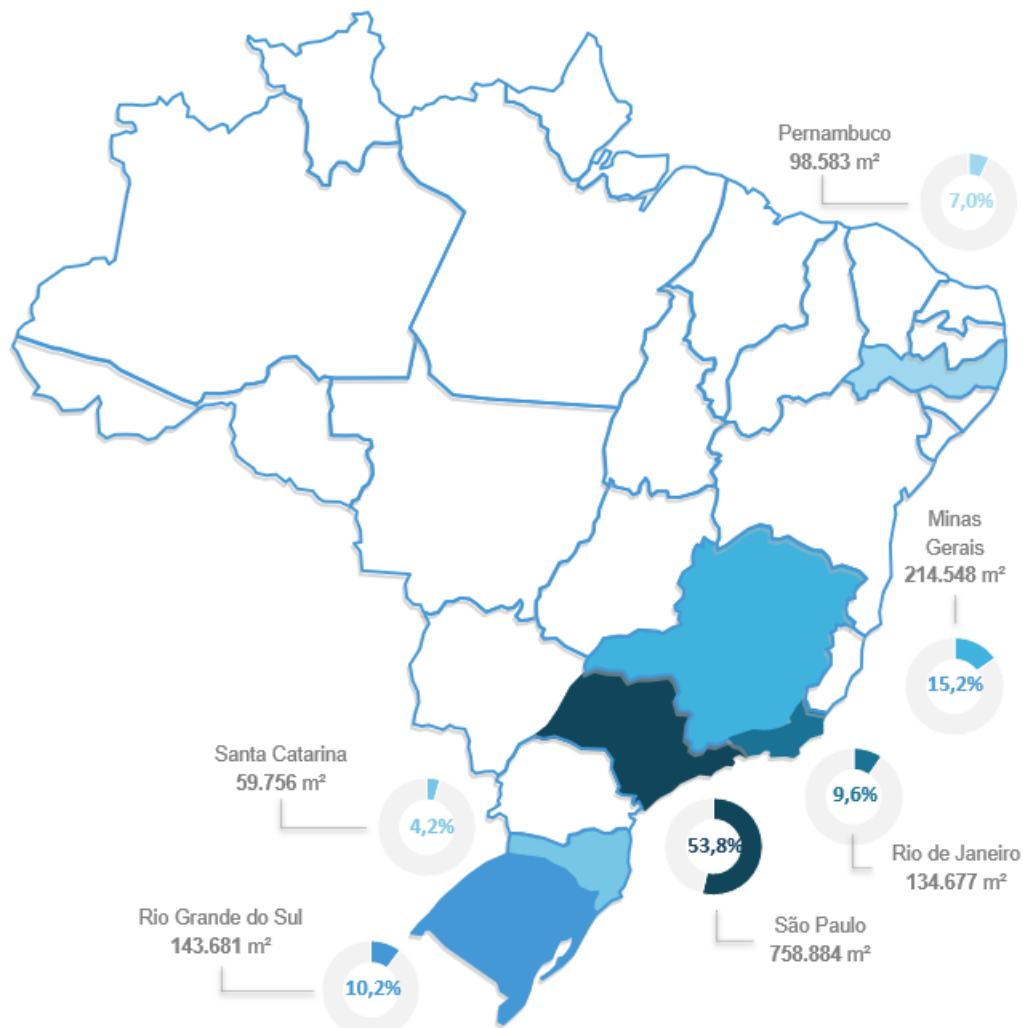 Pernambuco
98.583 m²
7,0%
Minas
Gerais
214.548 m²
15,2%
Santa Catarina
59.756 m²
4,2%
9,6%
Rio de Janeiro
134.677 m²
53,8%
São Paulo
758.884 m²
Rio Grande do Sul
143.681 m²
10,2%